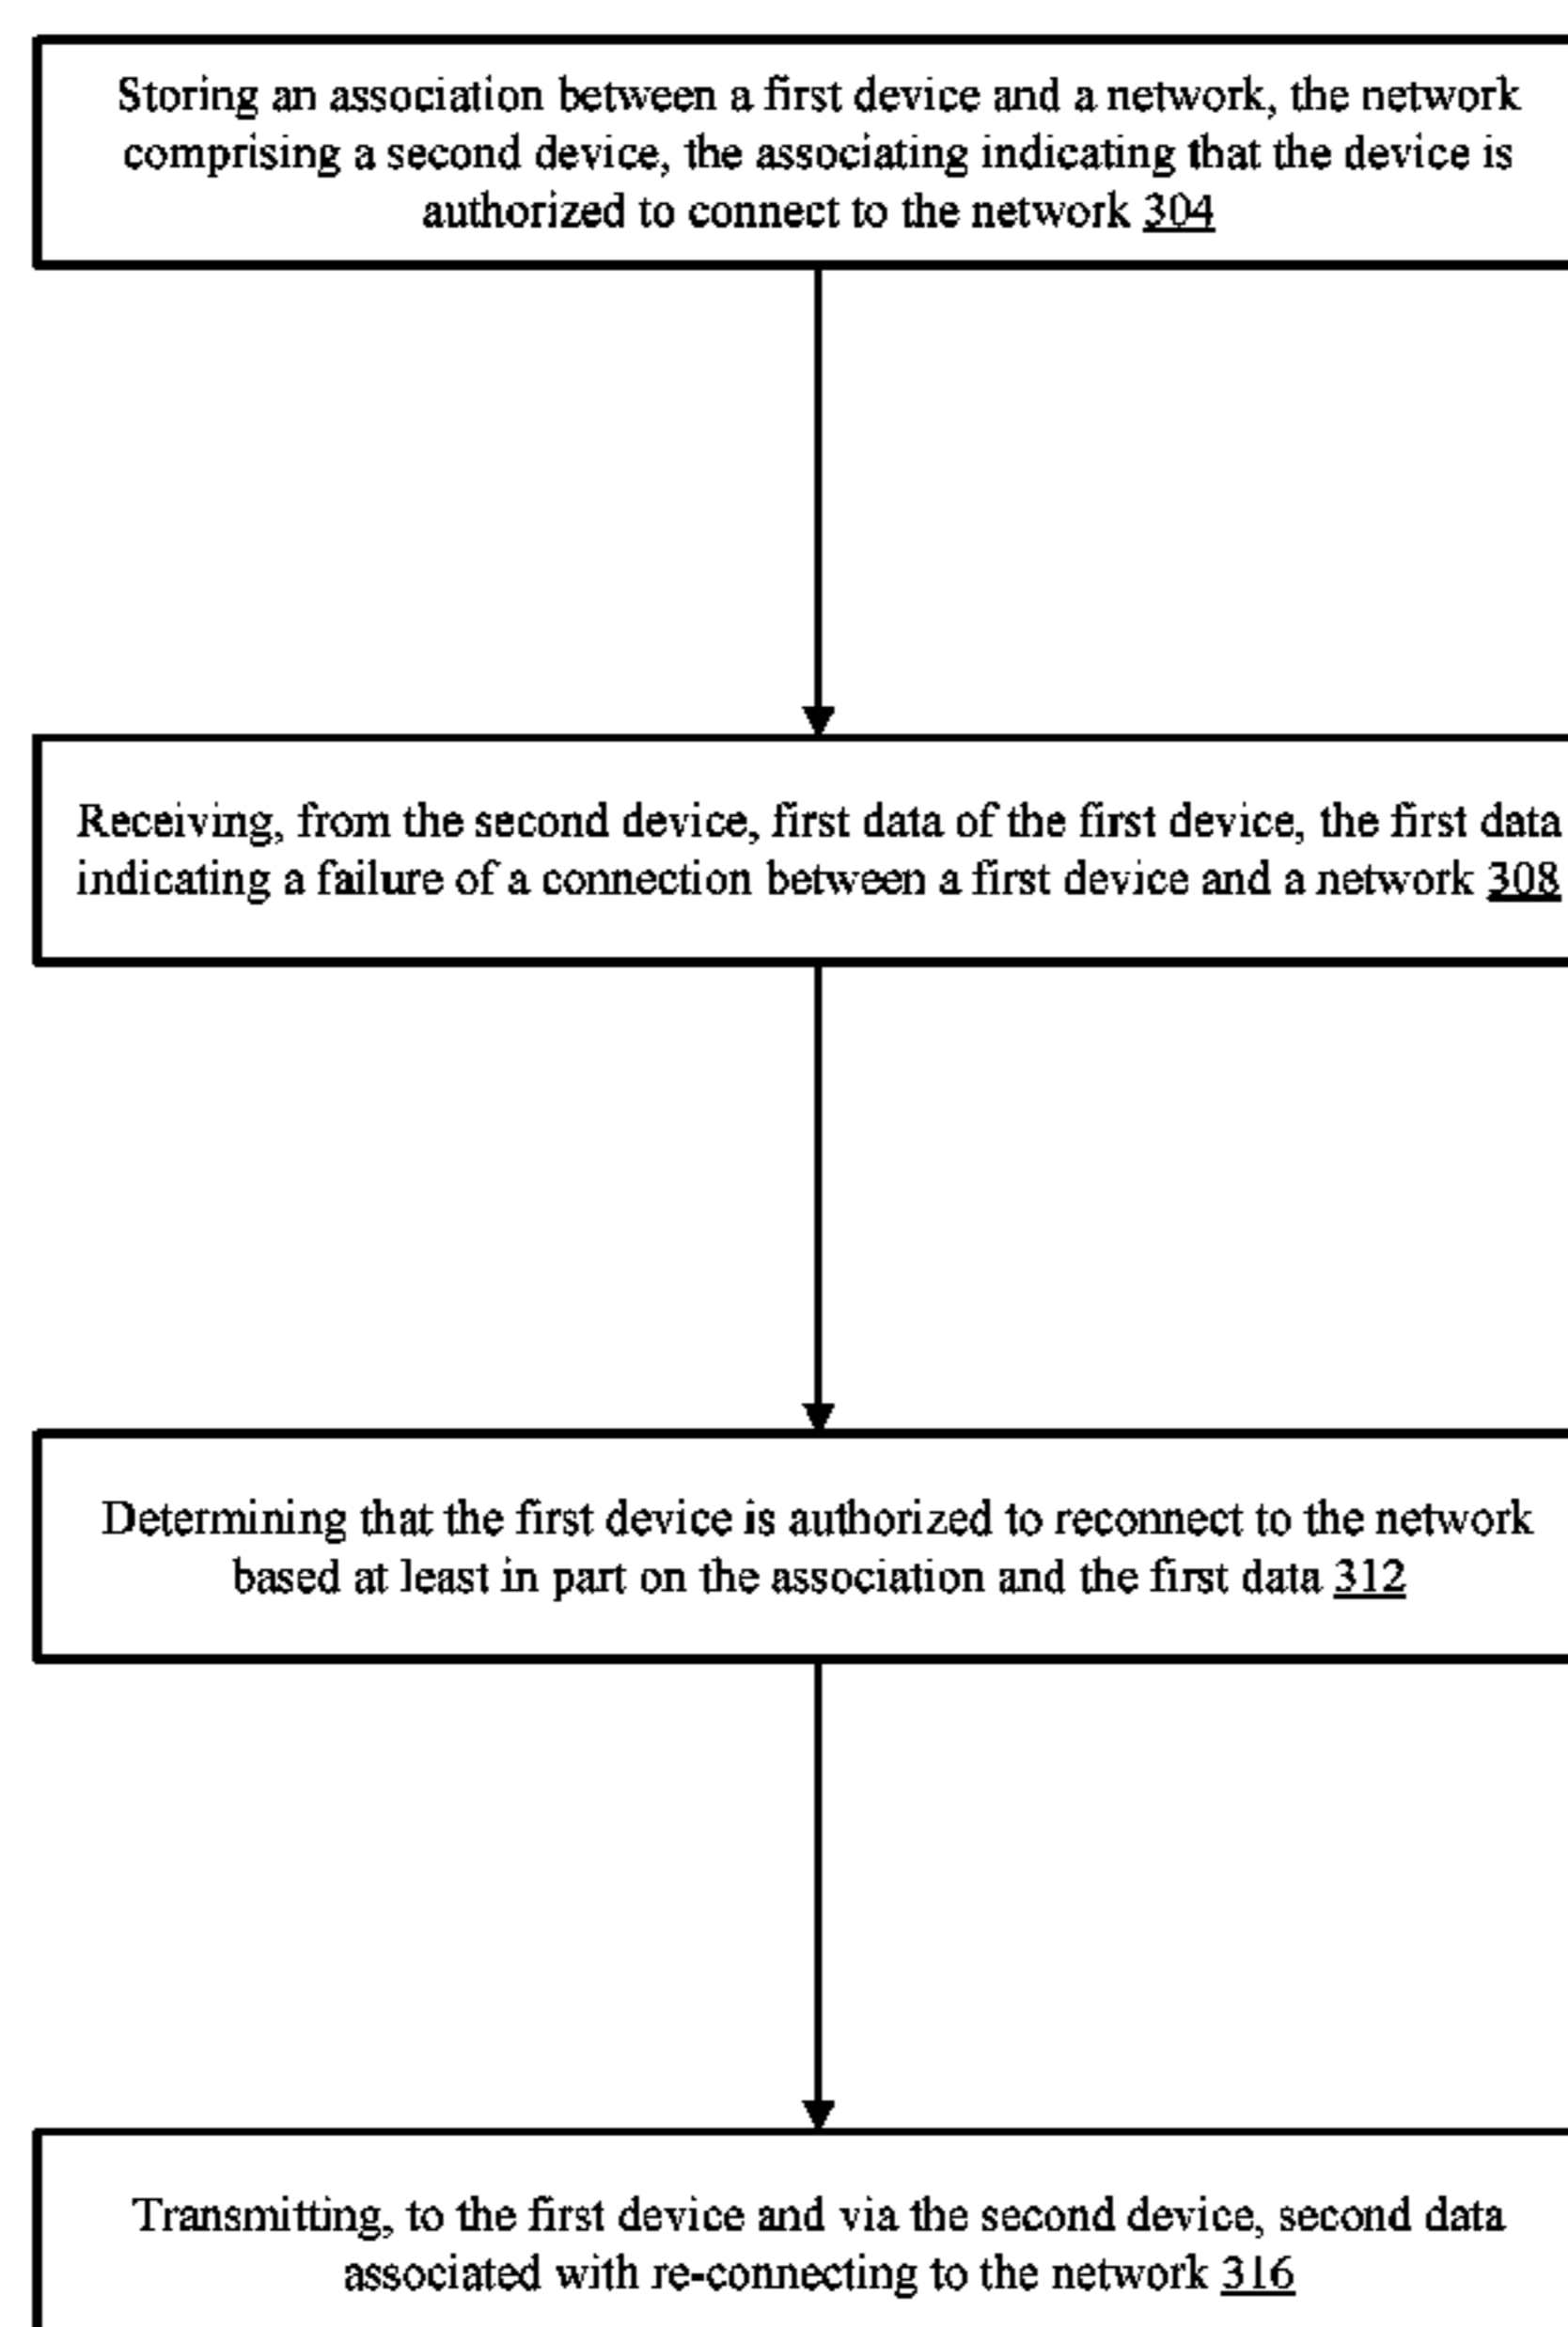 Storing an association between a first device and a network, the network
comprising a second device, the associating indicating that the device is
authorized to connect to the network 304
Receiving, from the second device, first data of the first device, the first data
indicating a failure of a connection between a first device and a network 308
Determining that the first device is authorized to reconnect to the network
based at least in part on the association and the first data 312
Transmitting, to the first device and via the second device, second data
associated with re-connecting to the network 316